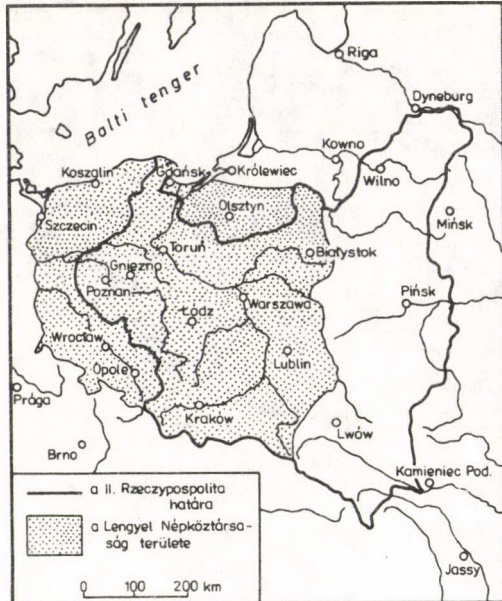 Riga
Balti tenger
Dyneburg
Kowno
Koszalin
Gdańsk
Królewiec
Wilno
Szczecin
Olsztyn
Mińsk
Toruń
Białystok
Gniezno
Poznań
Warszawa
Pińsk
Łódz
Wrocław
Lublin
Opole
Prága
Kraków
Lwów
Brno
Kamieniec Pod.
a II. Rzeczypospolita
határa
a Lengyel Népköztársa-
ság területe
0 100 200 km
Jassy